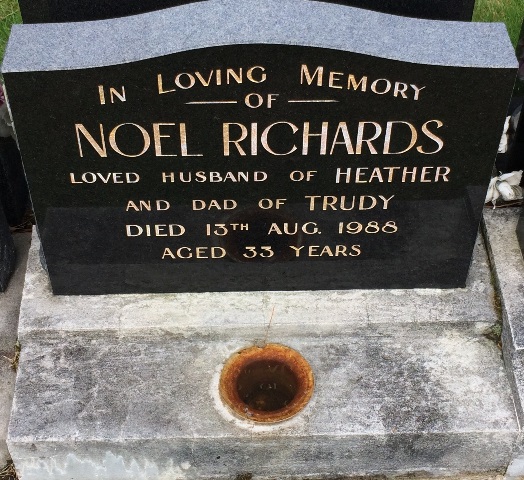 IN LOVING MEMORY
OF
NOEL RICHARDS
LOVED HUSBAND OF HEATHER
AND DAD OF TRUDY
DIED 13TH AUG. 1988
AGED 33 YEARS